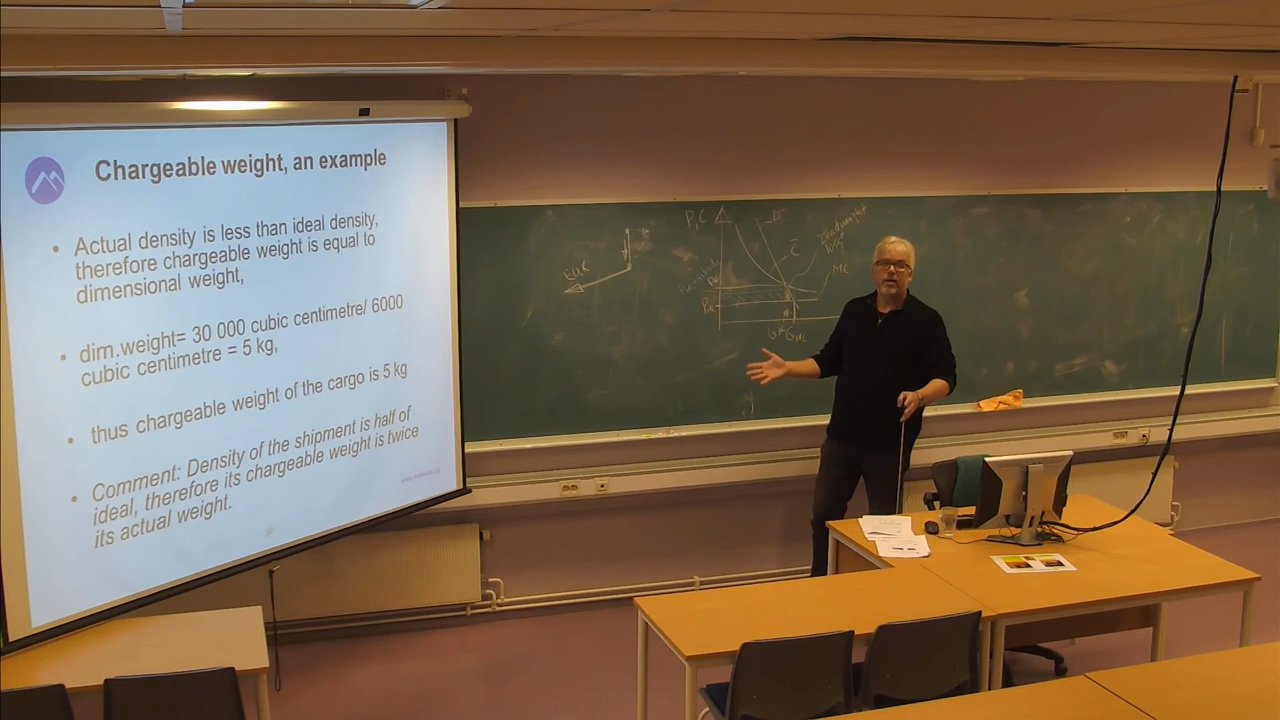 Chargeable weight, an example
• Actual density is less than ideal density,
therefore chargeable weight is equal to
dimensional weight,
• dim.weight= 30 000 cubic centimetre/ 6000
cubic centimetre = 5 kg,
• thus chargeable weight of the cargo is 5 kg
• Comment: Density of the shipment is half of
ideal, therefore its chargeable weight is twice
its actual weight.
EUR
P, C
D
Deadweight
loss
C
MC